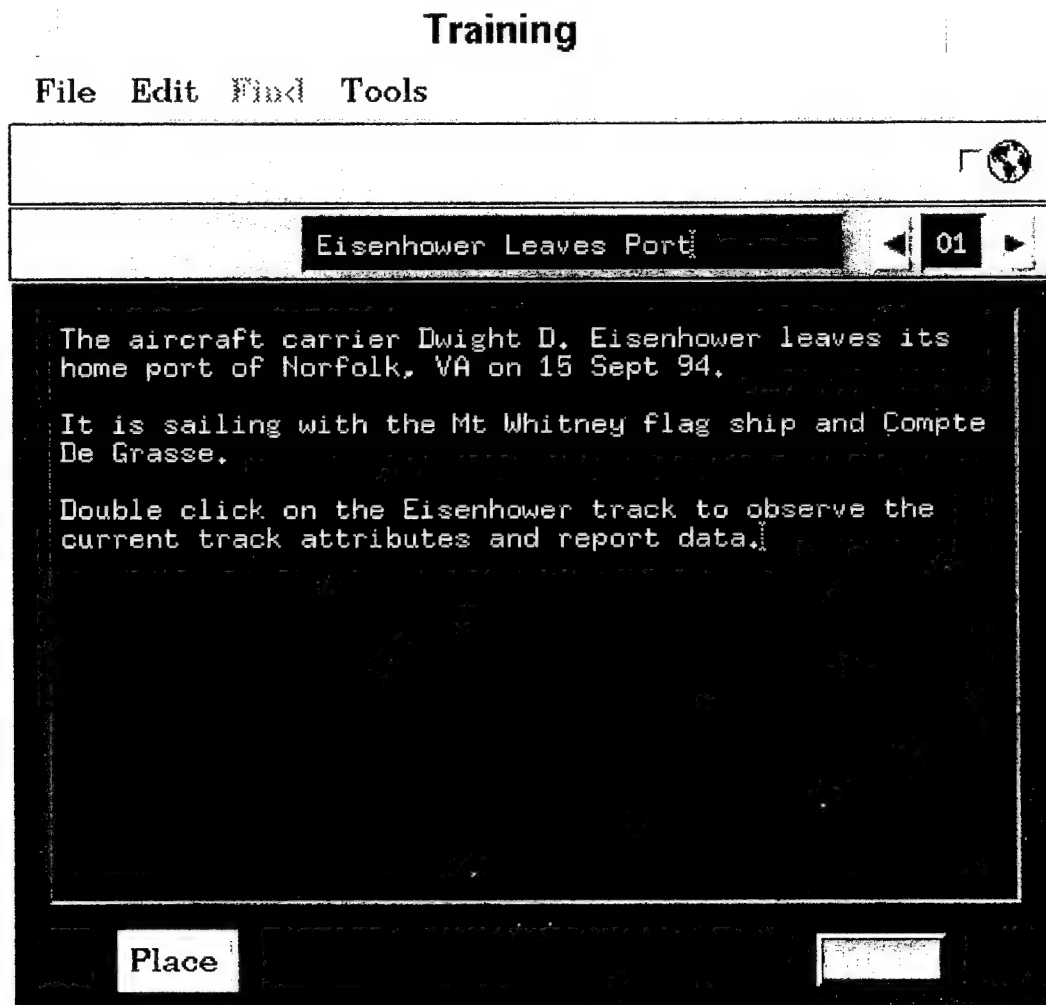 Training
File Edit Find Tools
Eisenhower Leaves Port
01
The aircraft carrier Dwight D. Eisenhower leaves its
home port of Norfolk, VA on 15 Sept 94.
It is sailing with the Mt Whitney flag ship and Compte
De Grasse.
Double click on the Eisenhower track to observe the
current track attributes and report data.
Place